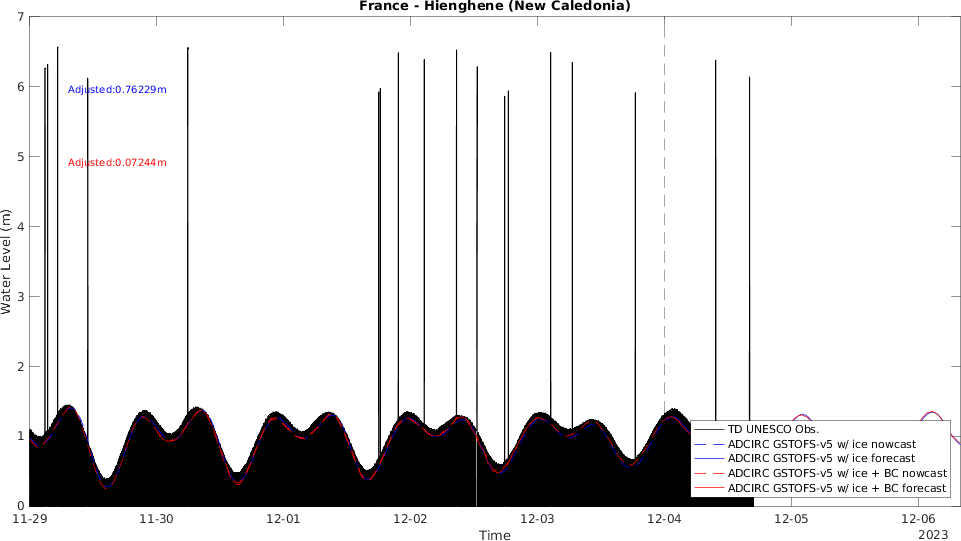 France - Hienghene (New Caledonia)
7
6
5
4
3
2
1
0
Water Level (m)
Adjusted:0.76229m
Adjusted:0.07244m
TD UNESCO Obs.
ADCIRC GSTOFS-v5 w/ ice nowcast
ADCIRC GSTOFS-v5 w/ ice forecast
ADCIRC GSTOFS-v5 w/ ice + BC nowcast
ADCIRC GSTOFS-v5 w/ ice + BC forecast
11-29 11-30 12-01 12-02 12-03 12-04 12-05 12-06
Time
2023